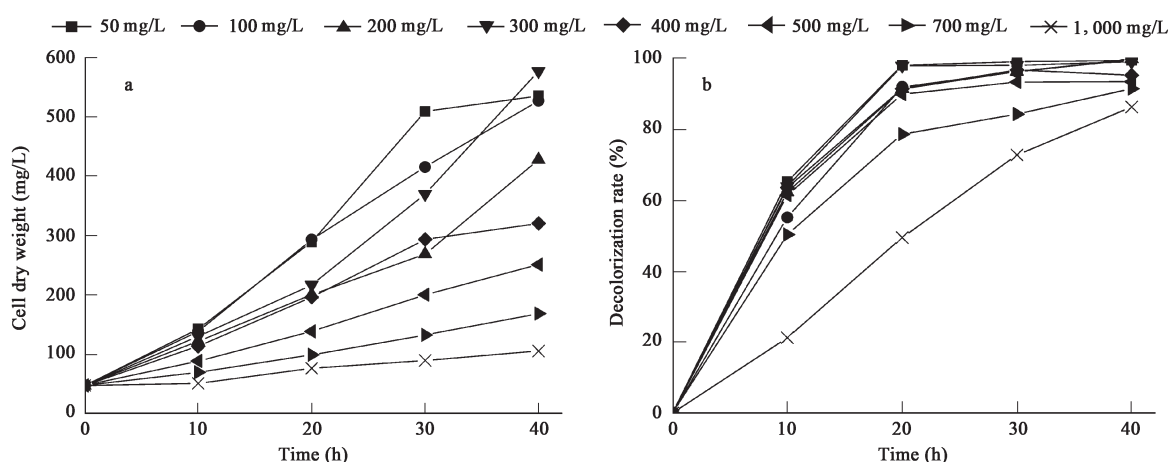 50 mg/L 100 mg/L 200 mg/L 300 mg/L 400 mg/L 500 mg/L 700 mg/L 1, 000 mg/L
600
500
400
300
200
100
0
Cell dry weight (mg/L)
a
0 10 20 30 40
Time (h)
100
80
60
40
20
0
Decolorization rate (%)
b
0 10 20 30 40
Time (h)